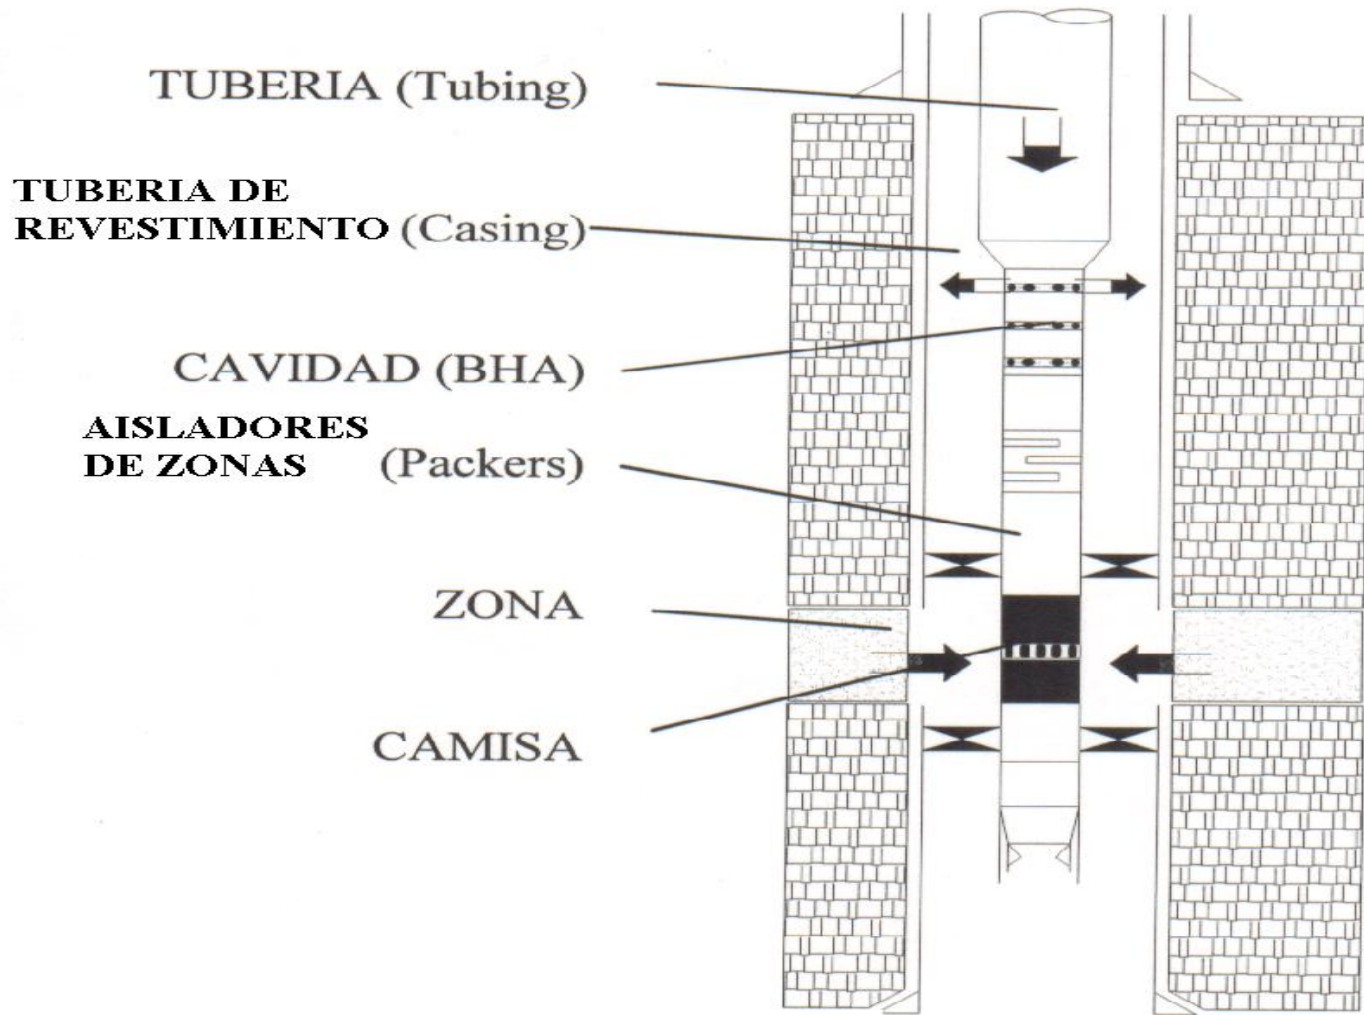 TUBERIA (Tubing)
TUBERIA DE
REVESTIMIENTO (Casing)
CAVIDAD (BHA)
AISLADORES
DE ZONAS (Packers)
ZONA
CAMISA